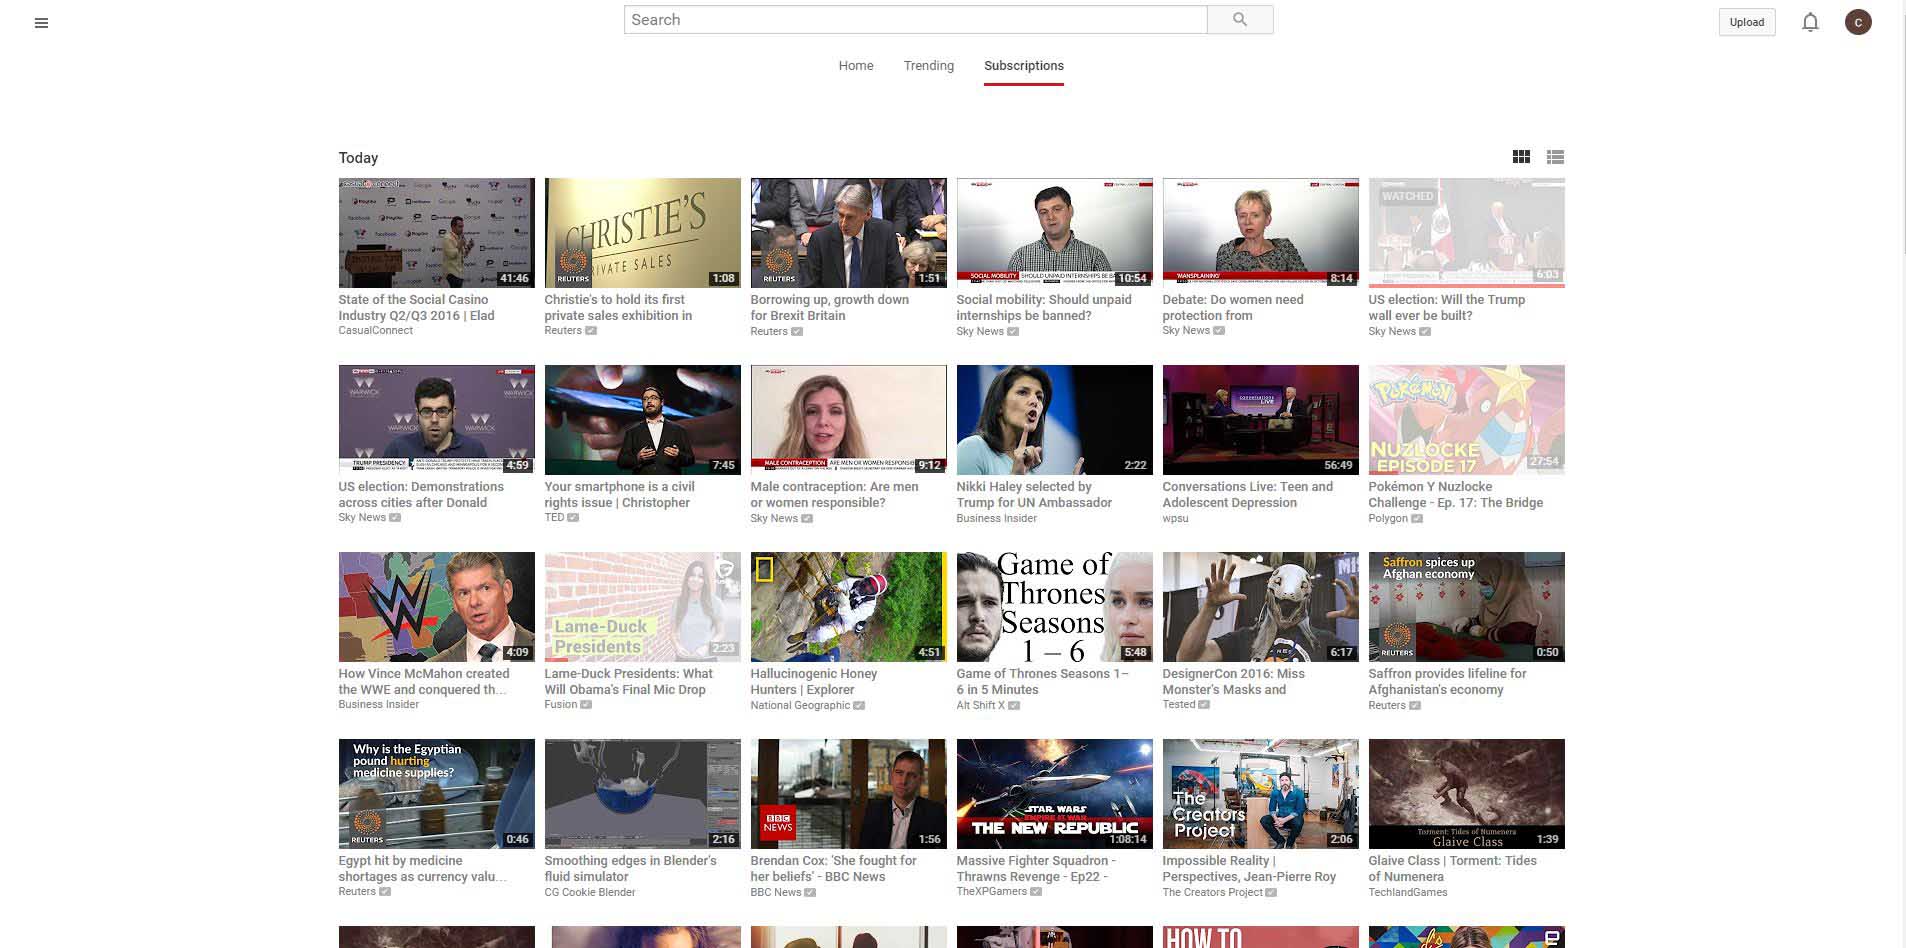 Search
Upload
C
Home
Trending
Subscriptions
Today
casual connect
Google
facebook
41:46
CHRISTIE'S
PRIVATE SALES
REUTERS
1:08
REUTERS
1:51
SOCIAL MOBILITY SHOULD UNPAID INTERNSHIPS BE BA
10:54
'MANSPLAINING'
8:14
WATCHED
6:03
State of the Social Casino
Industry Q2/Q3 2016 | Elad
CasualConnect
Christie's to hold its first
private sales exhibition in
Reuters
Borrowing up, growth down
for Brexit Britain
Reuters
Social mobility: Should unpaid
internships be banned?
Sky News
Debate: Do women need
protection from
Sky News
US election: Will the Trump
wall ever be built?
Sky News
WARWICK
WARWICK
WARWICK
TRUMP PRESIDENCY
4:59
7:45
MALE CONTRACEPTION ARE MEN OR WOMEN RESPONSIB
9:12
2:22
conversations
LIVE
56:49
POKÉMON
NUZLOCKE
EPISODE 17
27:54
US election: Demonstrations
across cities after Donald
Sky News
Your smartphone is a civil
rights issue | Christopher
TED
Male contraception: Are men
or women responsible?
Sky News
Nikki Haley selected by
Trump for UN Ambassador
Business Insider
Conversations Live: Teen and
Adolescent Depression
wpsu
Pokémon Y Nuzlocke
Challenge - Ep. 17: The Bridge
Polygon
W
4:09
Lame-Duck
Presidents
2:23
4:51
Game of
Thrones
Seasons
1 – 6
5:48
6:17
Saffron spices up
Afghan economy
REUTERS
0:50
How Vince McMahon created
the WWE and conquered th...
Business Insider
Lame-Duck Presidents: What
Will Obama's Final Mic Drop
Fusion
Hallucinogenic Honey
Hunters | Explorer
National Geographic
Game of Thrones Seasons 1–
6 in 5 Minutes
Alt Shift X
DesignerCon 2016: Miss
Monster's Masks and
Tested
Saffron provides lifeline for
Afghanistan's economy
Reuters
Why is the Egyptian
pound hurting
medicine supplies?
REUTERS
0:46
2:16
BBC
NEWS
1:56
STAR WARS
EMPIRE AT WAR
THE NEW REPUBLIC
1:08:14
The
Creators
Project
2:06
Torment: Tides of Numenera
Glaive Class
1:39
Egypt hit by medicine
shortages as currency valu...
Reuters
Smoothing edges in Blender's
fluid simulator
CG Cookie Blender
Brendan Cox: 'She fought for
her beliefs' - BBC News
BBC News
Massive Fighter Squadron -
Thrawns Revenge - Ep22 -
TheXPGamers
Impossible Reality |
Perspectives, Jean-Pierre Roy
The Creators Project
Glaive Class | Torment: Tides
of Numenera
TechlandGames
HOW TO